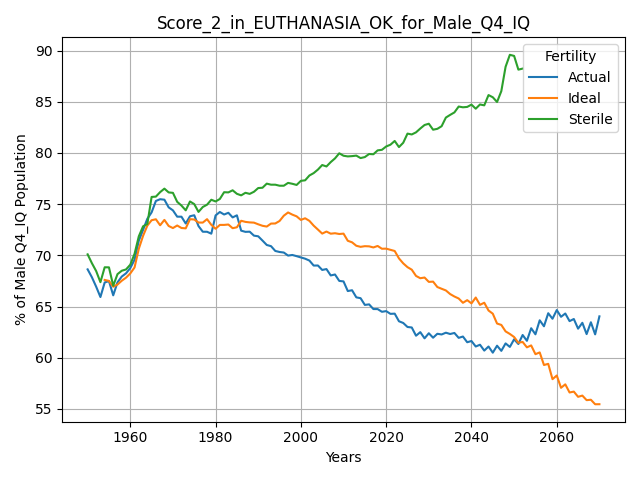 Score_2_in_EUTHANASIA_OK_for_Male_Q4_IQ
% of Male Q4_IQ Population
90
85
80
75
70
65
60
55
Fertility
Actual
Ideal
Sterile
1960
1980
2000
2020
2040
2060
Years